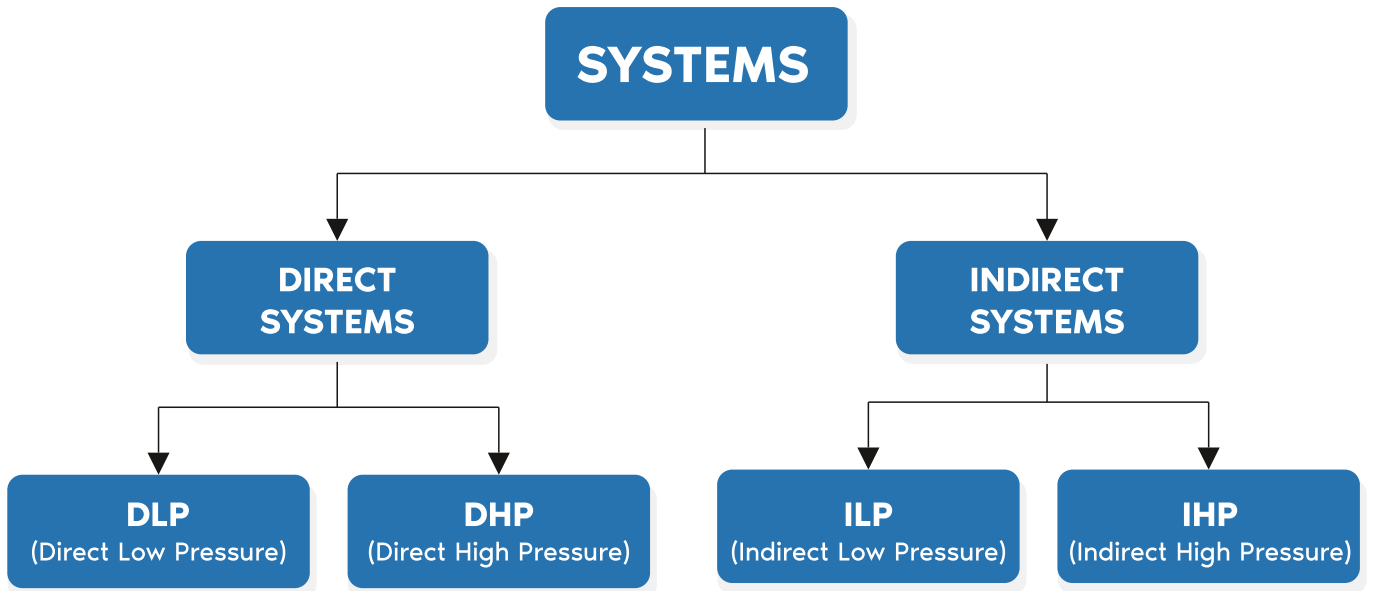 SYSTEMS
DIRECT
SYSTEMS
INDIRECT
SYSTEMS
DLP
(Direct Low Pressure)
DHP
(Direct High Pressure)
ILP
(Indirect Low Pressure)
IHP
(Indirect High Pressure)